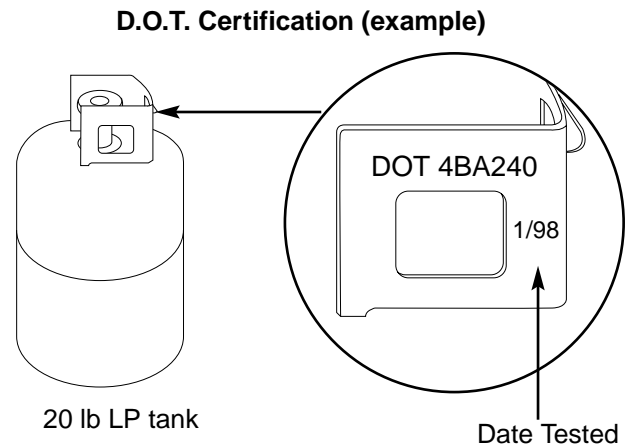 D.O.T. Certification (example)
DOT 4BA240
1/98
20 lb LP tank
Date Tested